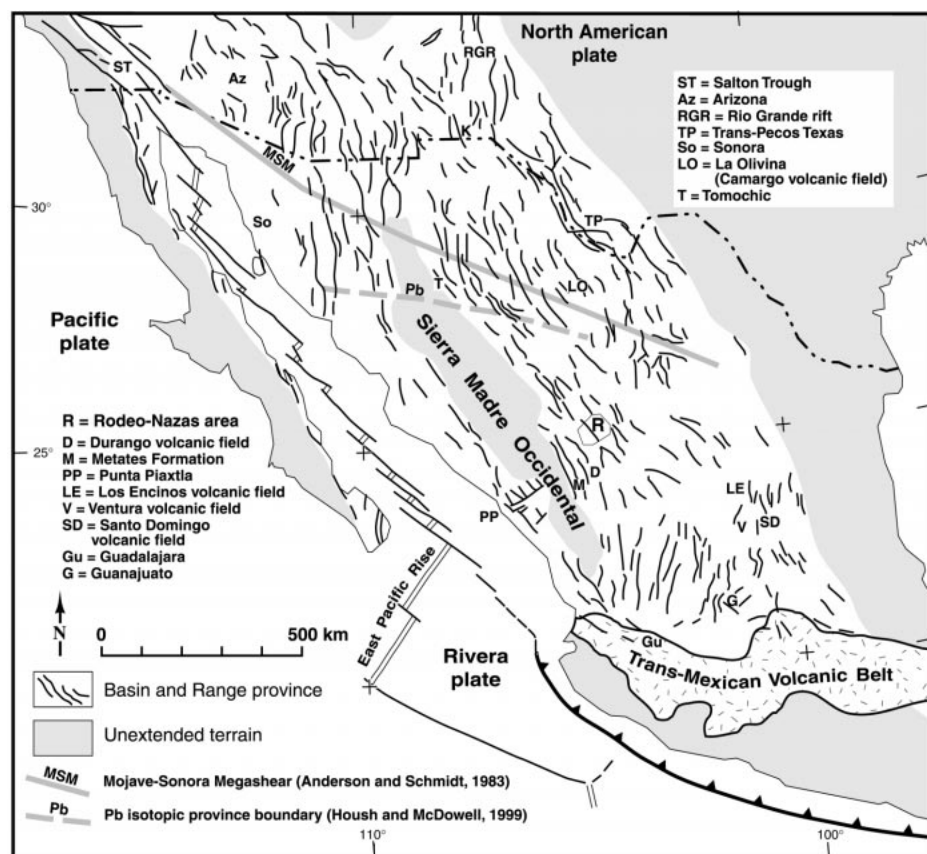 North American
plate
RGR
ST
Az
ST = Salton Trough
Az = Arizona
RGR = Rio Grande rift
TP = Trans-Pecos Texas
So = Sonora
LO = La Olivina
(Camargo volcanic field)
T = Tomochic
K
MSM
30°
So
TP
T
Pb
LO
Pacific
plate
Sierra Madre Occidental
R = Rodeo-Nazas area
D = Durango volcanic field
M = Metates Formation
PP = Punta Piaxtla
LE = Los Encinos volcanic field
V = Ventura volcanic field
SD = Santo Domingo
volcanic field
Gu = Guadalajara
G = Guanajuato
R
25°
D
M
LE
PP
V
SD
N
0
500 km
East Pacific Rise
G
Gu
Rivera
plate
Trans-Mexican Volcanic Belt
Basin and Range province
Unextended terrain
MSM
Mojave-Sonora Megashear (Anderson and Schmidt, 1983)
Pb
Pb isotopic province boundary (Housh and McDowell, 1999)
110°
100°